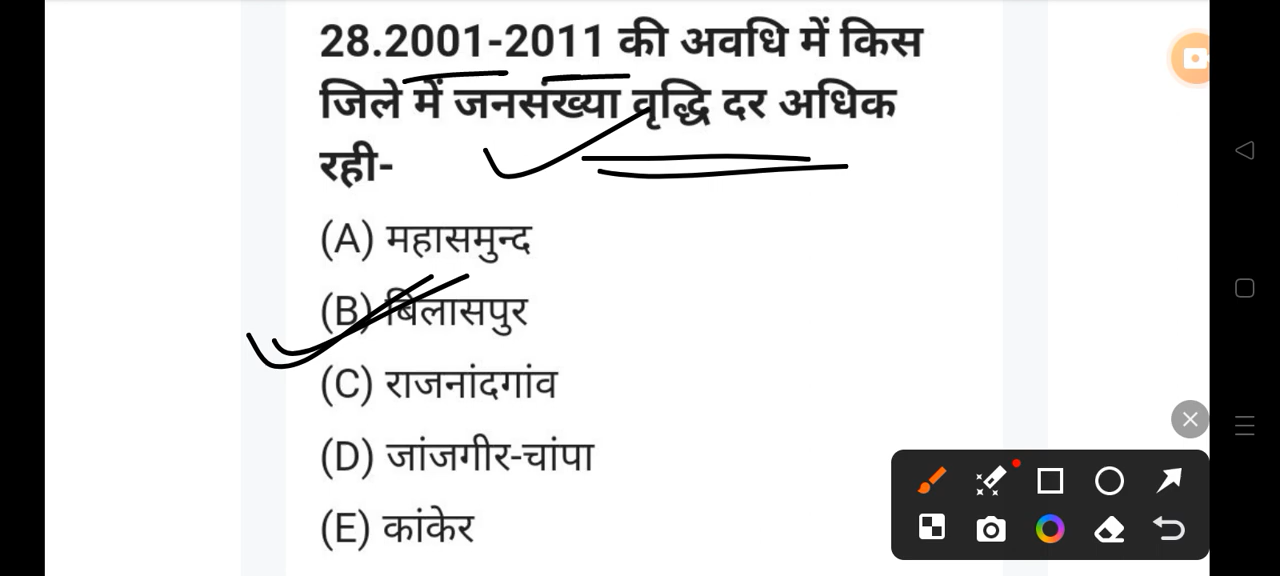 28.2001-2011 की अवधि में किस
जिले में जनसंख्या वृद्धि दर अधिक
रही-
(A) महासमुन्द
(B) बिलासपुर
(C) राजनांदगांव
(D) जांजगीर-चांपा
(E) कांकेर